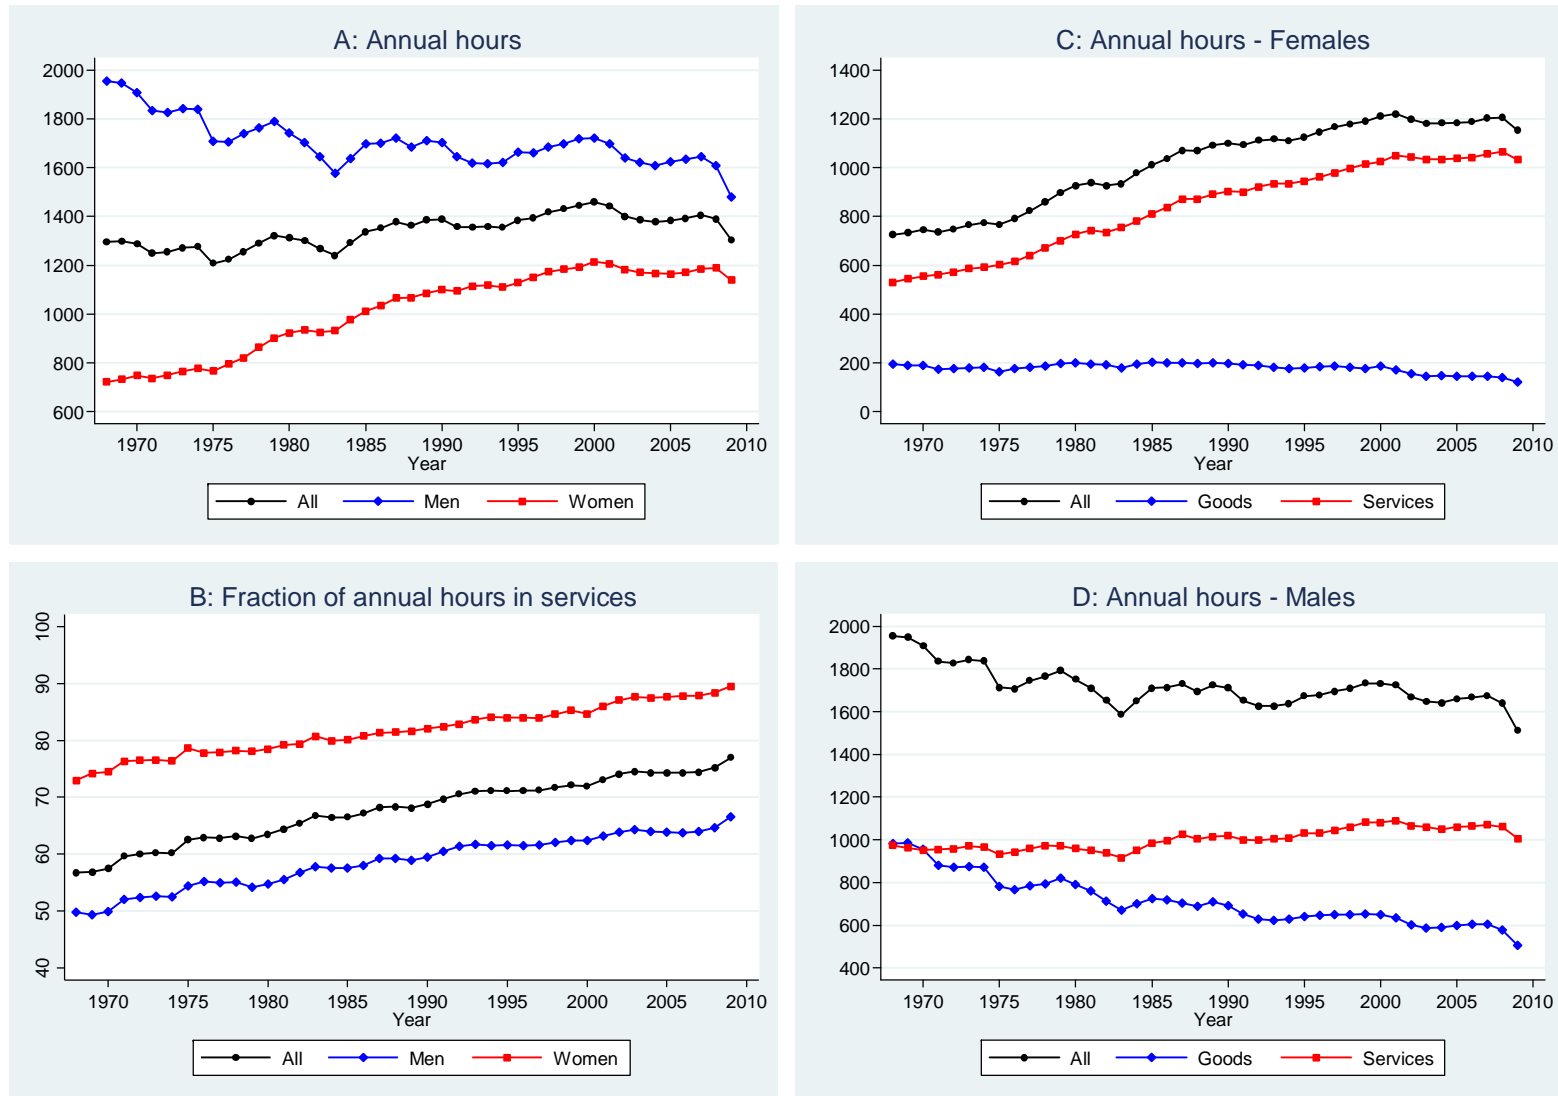 A: Annual hours
2000
1800
1600
1400
1200
1000
800
600
1970 1975 1980 1985 1990 1995 2000 2005 2010
Year
All Men Women
C: Annual hours - Females
1400
1200
1000
800
600
400
200
0
1970 1975 1980 1985 1990 1995 2000 2005 2010
Year
All Goods Services
B: Fraction of annual hours in services
100
90
80
70
60
50
40
1970 1975 1980 1985 1990 1995 2000 2005 2010
Year
All Men Women
D: Annual hours - Males
2000
1800
1600
1400
1200
1000
800
600
400
1970 1975 1980 1985 1990 1995 2000 2005 2010
Year
All Goods Services